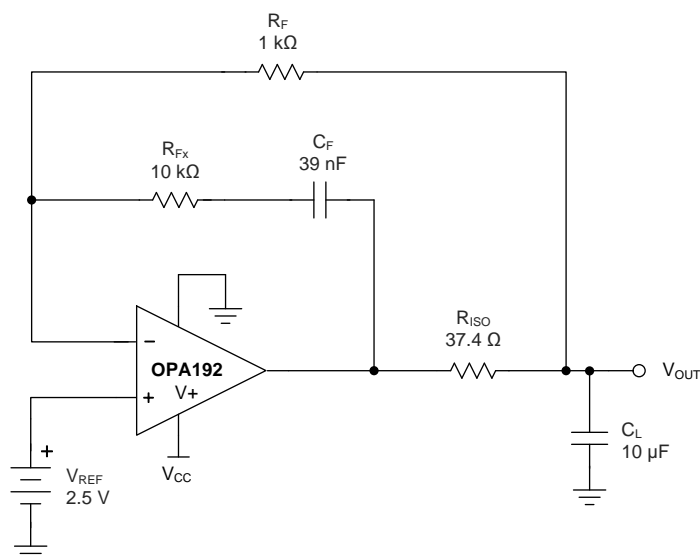 RF
1 kΩ
RFx
10 kΩ
CF
39 nF
−
OPA192
+
V+
VCC
RISO
37.4 Ω
VOUT
CL
10 µF
+
VREF
2.5 V